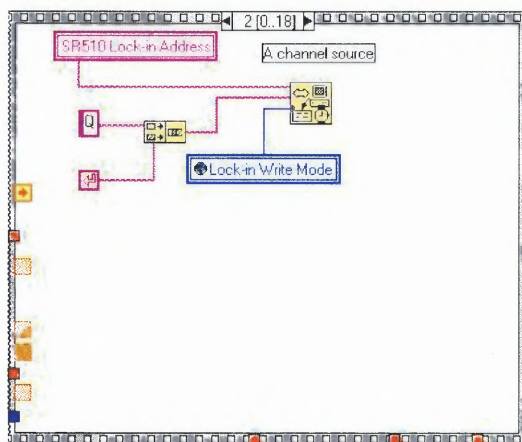 2 [0..18]
SR510 Lock-in Address
A channel source
Q
Lock-in Write Mode